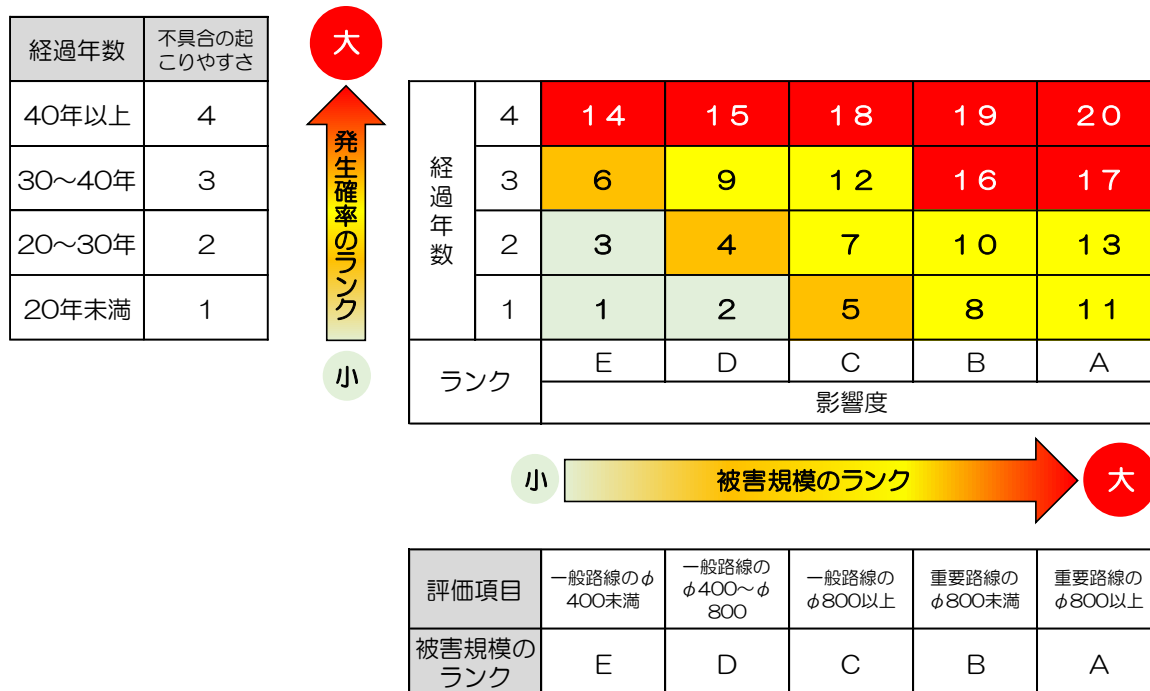 経過年数
不具合の起
こりやすさ
40年以上
4
30～40年
3
20～30年
2
20年未満
1
大
発生確率のランク
小
経過年数
4
14
15
18
19
20
3
6
9
12
16
17
2
3
4
7
10
13
1
1
2
5
8
11
ランク
E
D
C
B
A
影響度
小
被害規模のランク
大
評価項目
一般路線のφ
400未満
一般路線の
φ400～φ
800
一般路線の
φ800以上
重要路線の
φ800未満
重要路線の
φ800以上
被害規模の
ランク
E
D
C
B
A